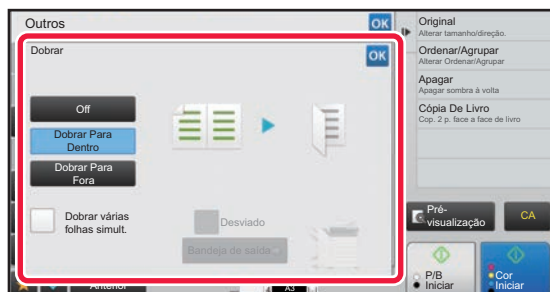 Outros
OK
Dobrar
OK
Off
Dobrar Para
Dentro
Dobrar Para
Fora
Dobrar várias
folhas simult.
Desviado
Bandeja de saída
Anterior
A3
Original
Alterar tamanho/direção.
Ordenar/Agrupar
Alterar Ordenar/Agrupar
Apagar
Apagar sombra à volta
Cópia De Livro
Cop. 2 p. face a face de livro
Pré-
visualização
CA
P/B
Iniciar
Cor
Iniciar